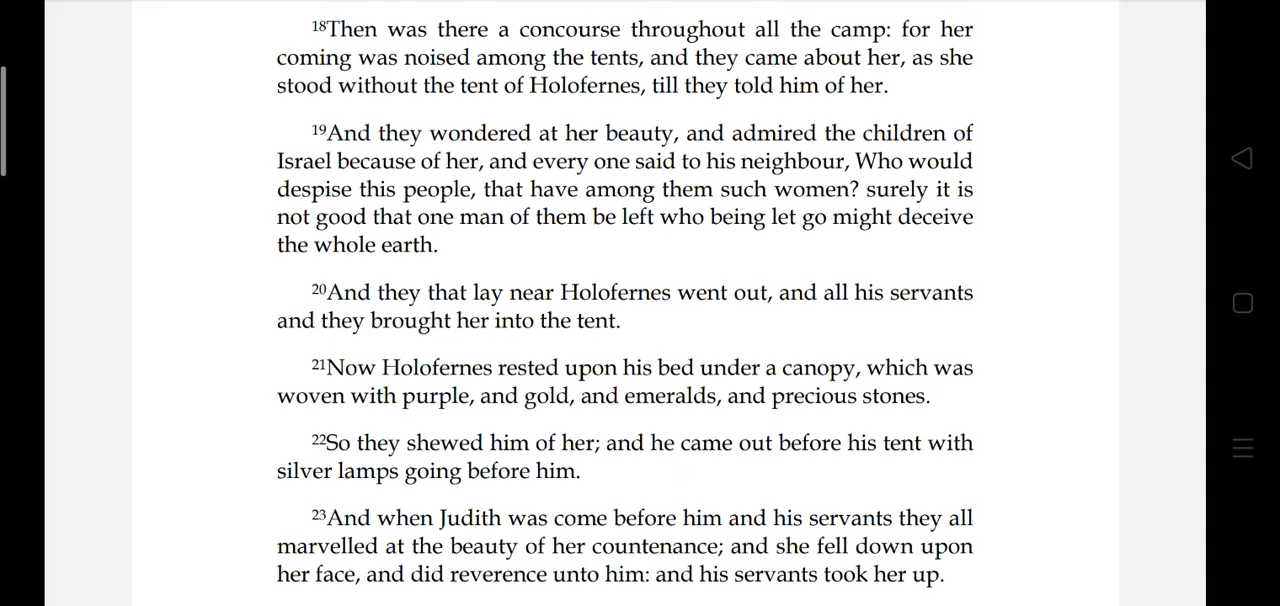 18Then was there a concourse throughout all the camp: for her
coming was noised among the tents, and they came about her, as she
stood without the tent of Holofernes, till they told him of her.
19And they wondered at her beauty, and admired the children of
Israel because of her, and every one said to his neighbour, Who would
despise this people, that have among them such women? surely it is
not good that one man of them be left who being let go might deceive
the whole earth.
20And they that lay near Holofernes went out, and all his servants
and they brought her into the tent.
21Now Holofernes rested upon his bed under a canopy, which was
woven with purple, and gold, and emeralds, and precious stones.
22So they shewed him of her; and he came out before his tent with
silver lamps going before him.
23And when Judith was come before him and his servants they all
marvelled at the beauty of her countenance; and she fell down upon
her face, and did reverence unto him: and his servants took her up.